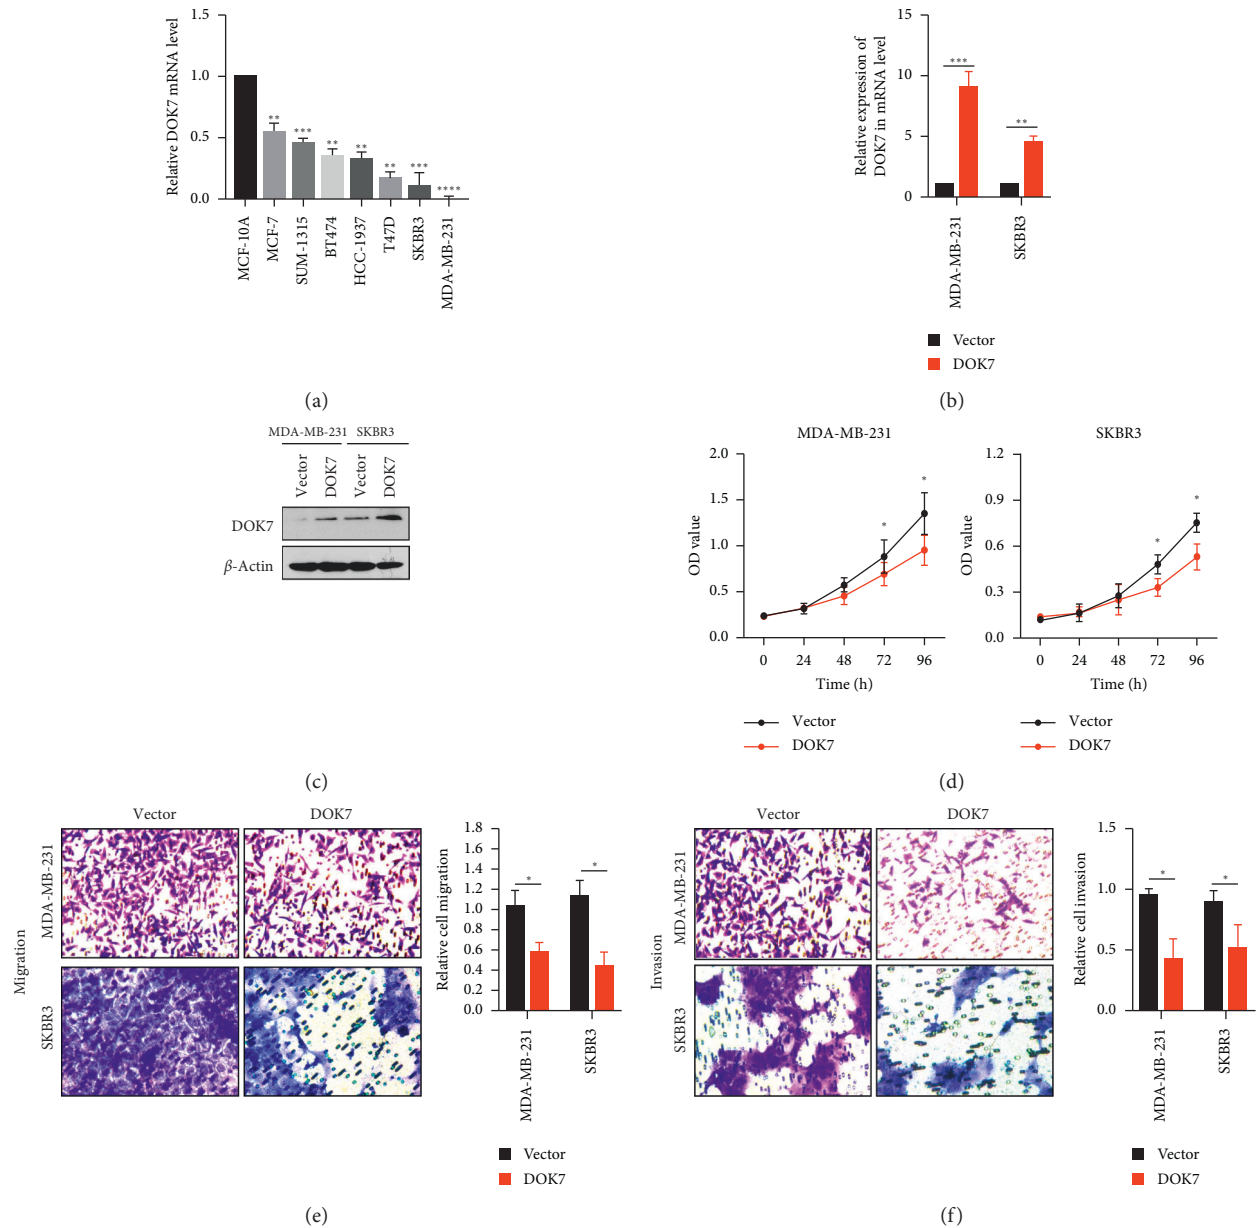 Relative DOK7 mRNA level
1.5
1.0
0.5
0.0
**
***
**
**
**
***
****
MCF-10A
MCF-7
SUM-1315
BT474
HCC-1937
T47D
SKBR3
MDA-MB-231
(a)
Relative expression of
DOK7 in mRNA level
15
10
5
0
***
**
MDA-MB-231
SKBR3
Vector
DOK7
(b)
MDA-MB-231 SKBR3
Vector
DOK7
Vector
DOK7
DOK7
β-Actin
(c)
MDA-MB-231
OD value
2.0
1.5
1.0
0.5
0.0
*
*
0 24 48 72 96
Time (h)
Vector
DOK7
SKBR3
OD value
1.2
0.9
0.6
0.3
0.0
*
*
0 24 48 72 96
Time (h)
Vector
DOK7
(d)
Vector DOK7
Migration
MDA-MB-231
SKBR3
Relative cell migration
1.8
1.4
1.2
1.0
0.8
0.6
0.4
0.2
0.0
*
*
MDA-MB-231
SKBR3
Vector
DOK7
(e)
Vector DOK7
Invasion
MDA-MB-231
SKBR3
Relative cell invasion
1.5
1.0
0.5
0.0
*
*
MDA-MB-231
SKBR3
Vector
DOK7
(f)